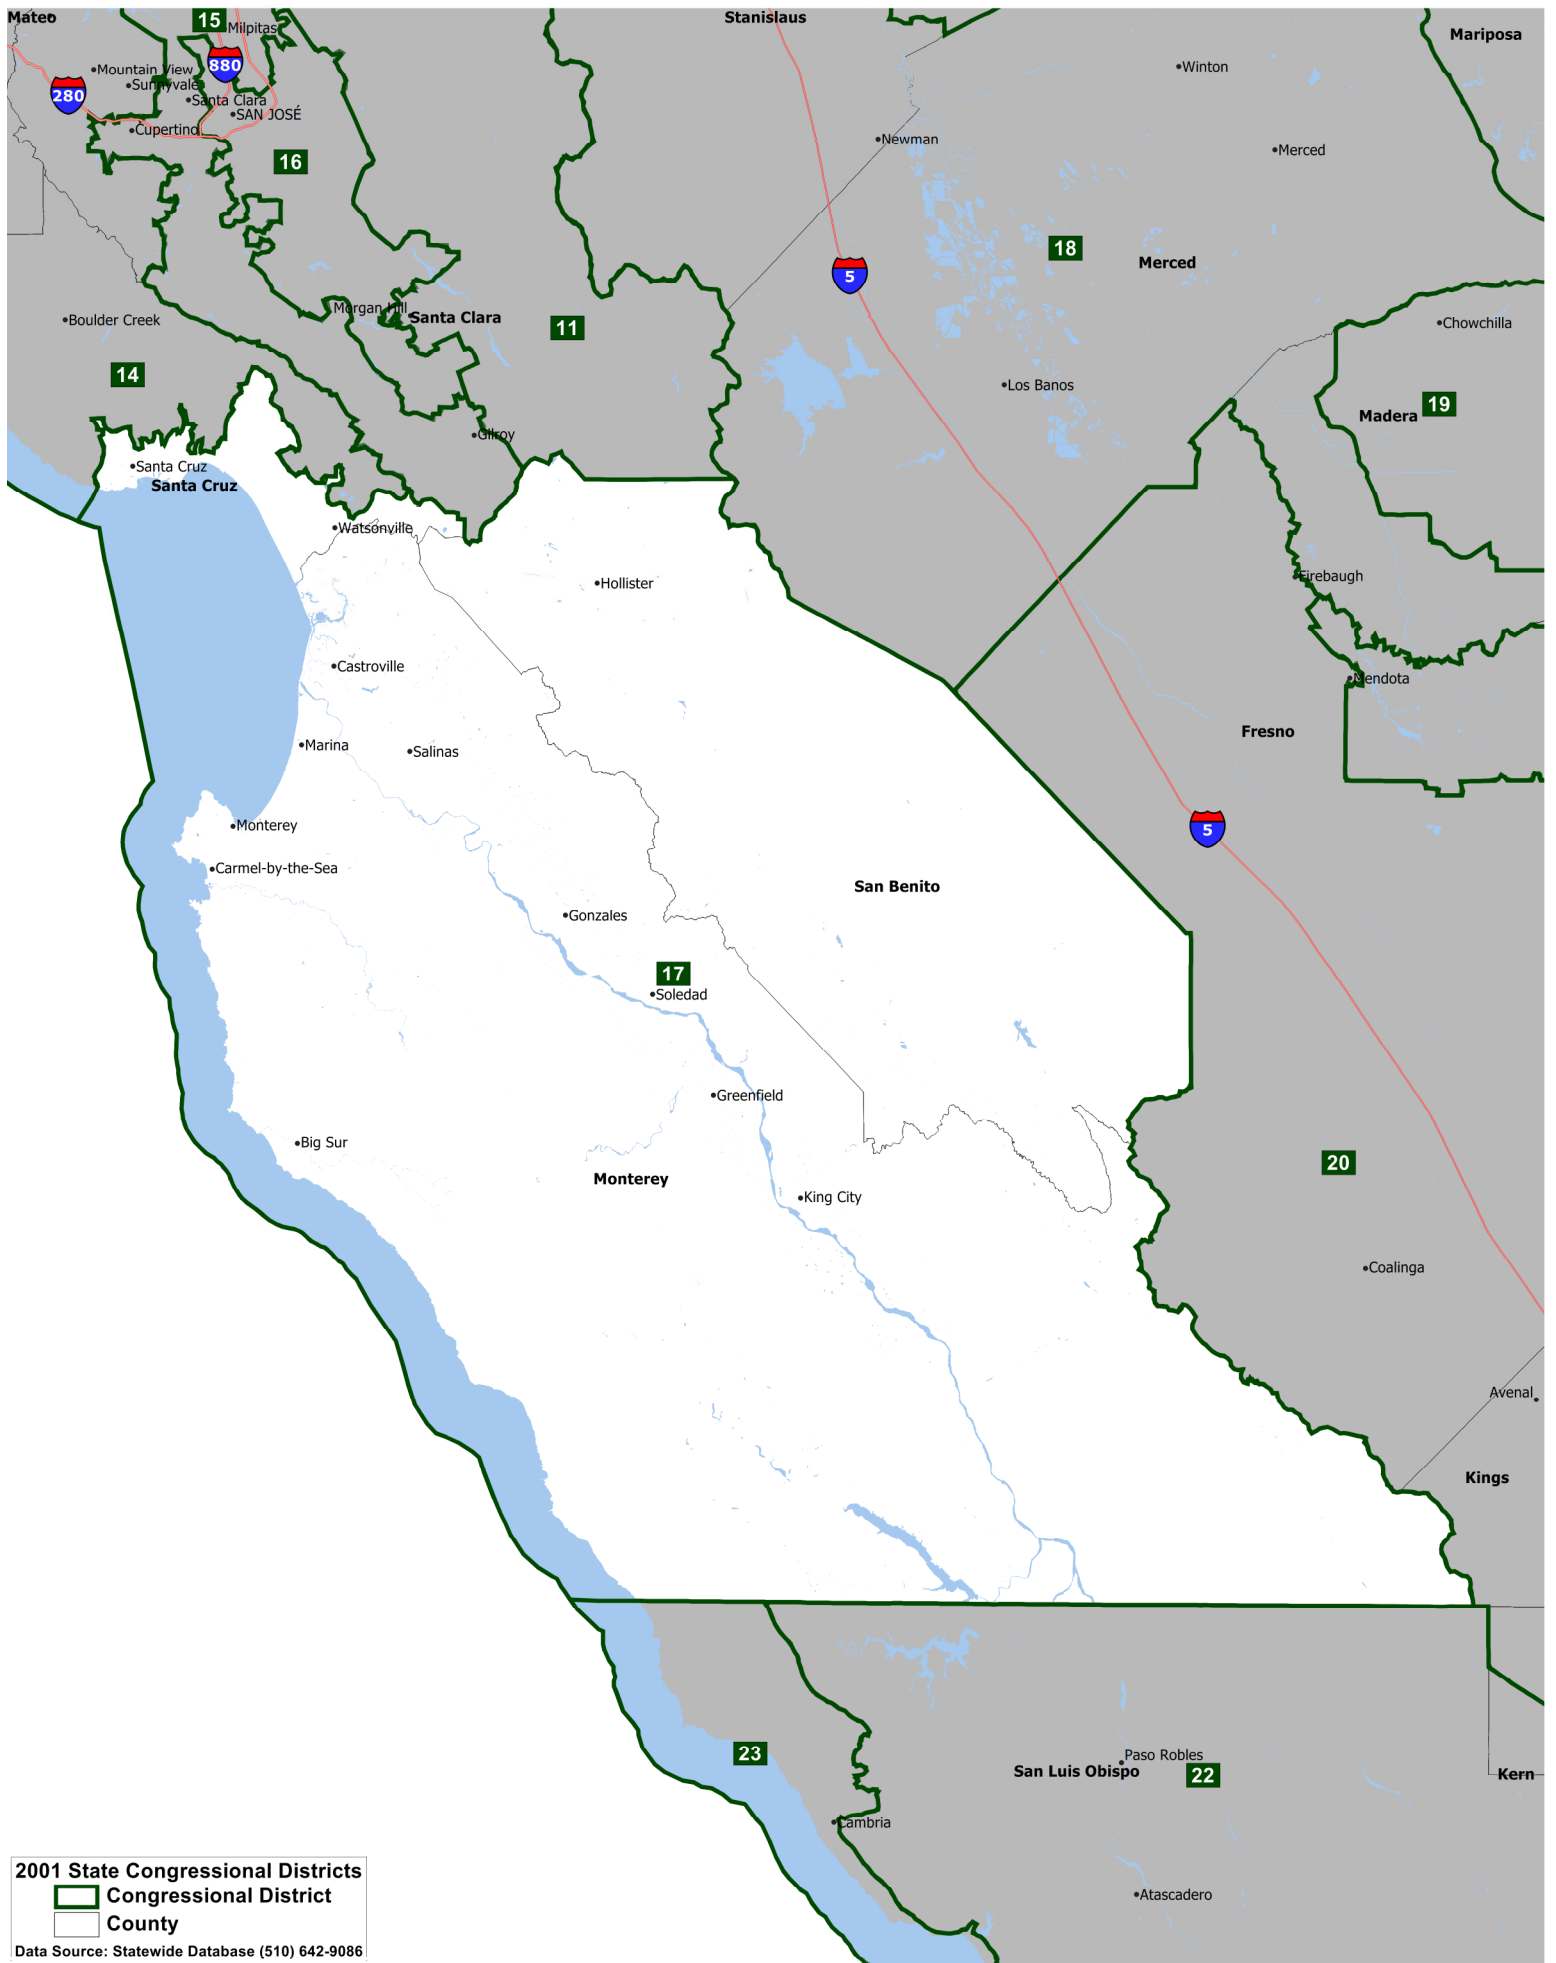 Mateo
15
Milpitas
Stanislaus
Mariposa
880
Mountain View
Sunnyvale
280
Santa Clara
SAN JOSÉ
Cupertino
Winton
Newman
Merced
16
18
Merced
5
Morgan Hill
Santa Clara
11
Boulder Creek
Chowchilla
14
Los Banos
Madera
19
Gilroy
Santa Cruz
Santa Cruz
Watsonville
Hollister
Firebaugh
Castroville
Mendota
Fresno
Marina
Salinas
Monterey
5
Carmel-by-the-Sea
San Benito
Gonzales
17
Soledad
Greenfield
Big Sur
Monterey
20
King City
Coalinga
Avenal
Kings
23
Paso Robles
San Luis Obispo
22
Kern
Cambria
Atascadero
2001 State Congressional Districts
Congressional District
County
Data Source: Statewide Database (510) 642-9086